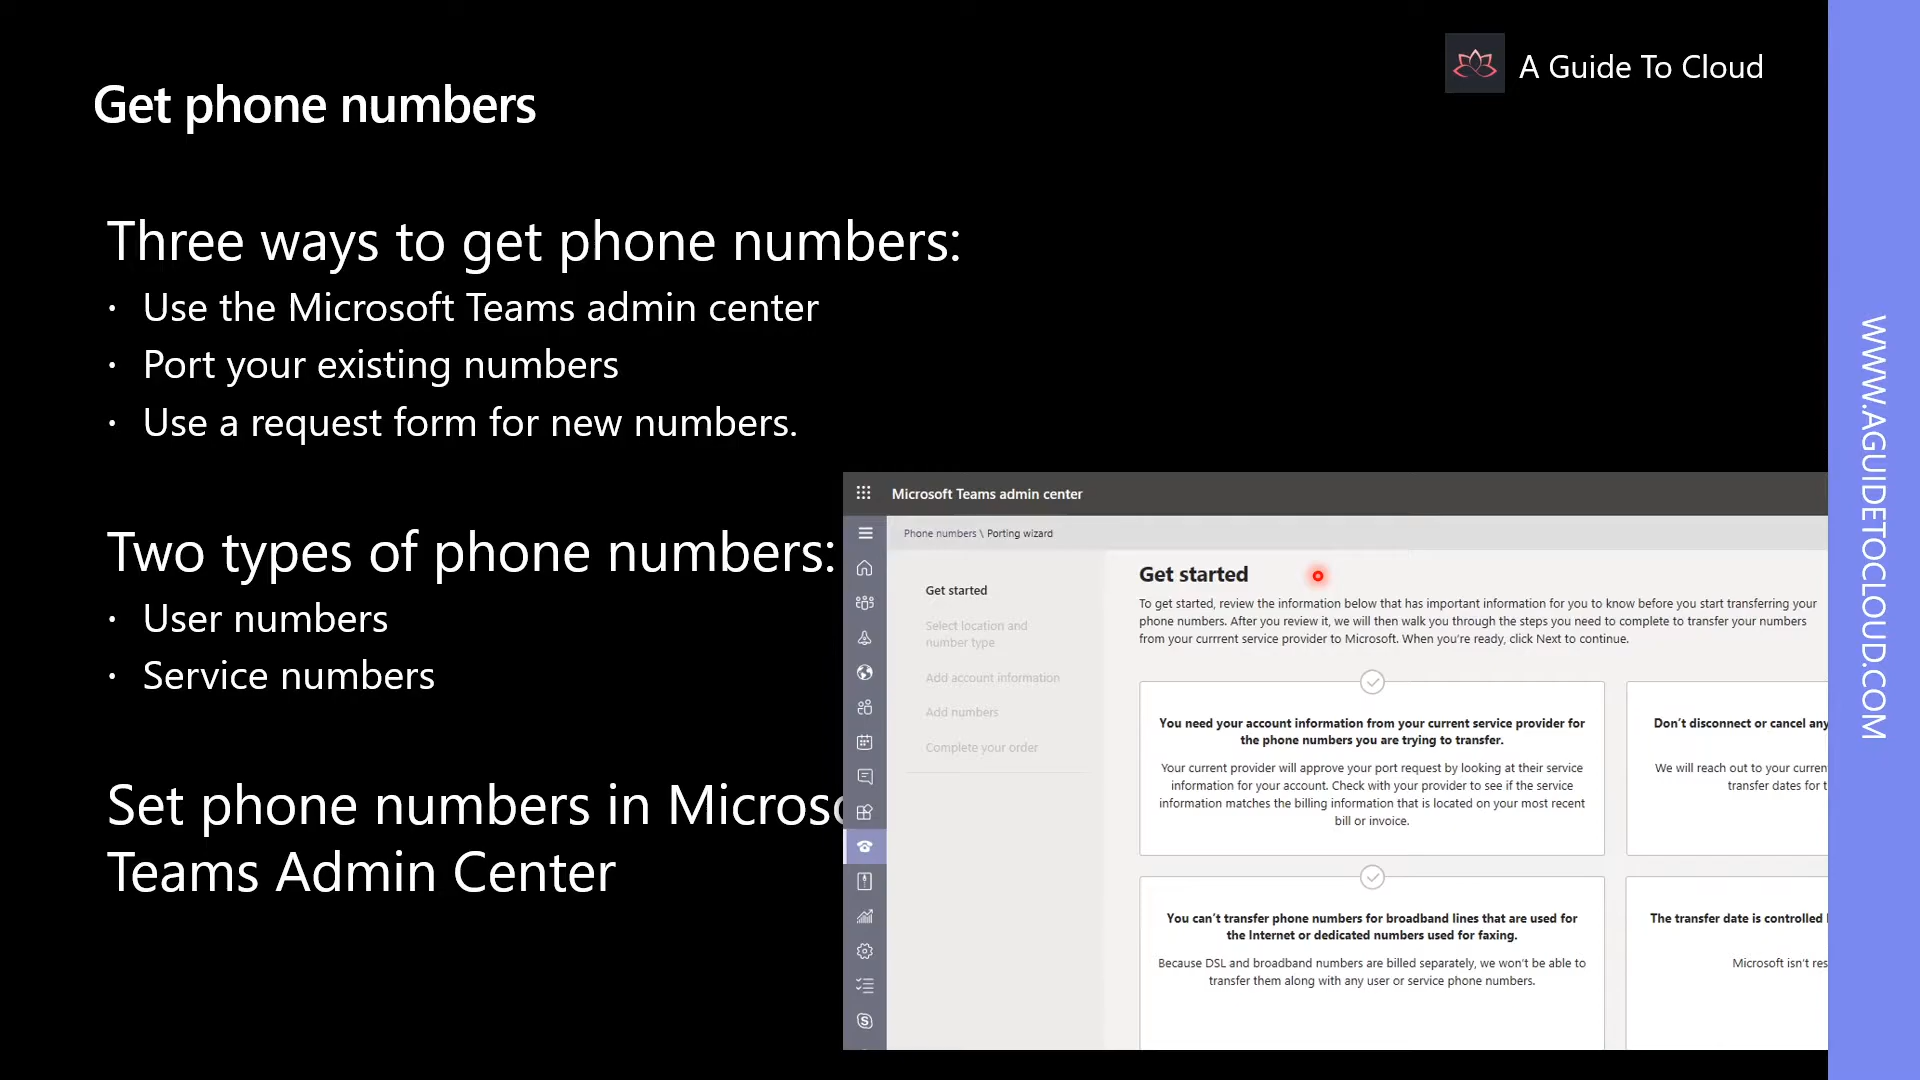 A Guide To Cloud
Get phone numbers
Three ways to get phone numbers:
· Use the Microsoft Teams admin center
· Port your existing numbers
· Use a request form for new numbers.
Two types of phone numbers:
· User numbers
· Service numbers
Set phone numbers in Microso
Teams Admin Center
Microsoft Teams admin center
Phone numbers \ Porting wizard
Get started
Select location and
number type
Add account information
Add numbers
Complete your order
Get started
To get started, review the information below that has important information for you to know before you start transferring your
phone numbers. After you review it, we will then walk you through the steps you need to complete to transfer your numbers
from your currrent service provider to Microsoft. When you're ready, click Next to continue.
You need your account information from your current service provider for
the phone numbers you are trying to transfer.
Your current provider will approve your port request by looking at their service
information for your account. Check with your provider to see if the service
information matches the billing information that is located on your most recent
bill or invoice.
Don't disconnect or cancel any
We will reach out to your curren
transfer dates for t
You can't transfer phone numbers for broadband lines that are used for
the Internet or dedicated numbers used for faxing.
Because DSL and broadband numbers are billed separately, we won't be able to
transfer them along with any user or service phone numbers.
The transfer date is controlled
Microsoft isn't res
WWW.AGUIDETOCLOUD.COM